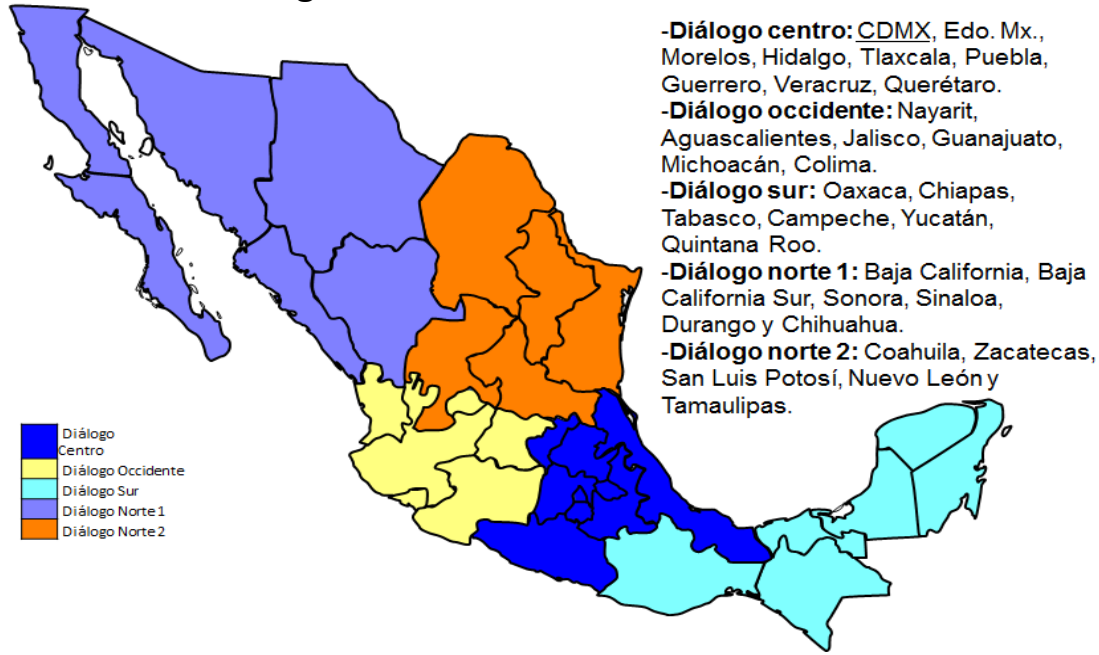 -Diálogo centro: CDMX, Edo. Mx.,
Morelos, Hidalgo, Tlaxcala, Puebla,
Guerrero, Veracruz, Querétaro.
-Diálogo occidente: Nayarit,
Aguascalientes, Jalisco, Guanajuato,
Michoacán, Colima.
-Diálogo sur: Oaxaca, Chiapas,
Tabasco, Campeche, Yucatán,
Quintana Roo.
-Diálogo norte 1: Baja California, Baja
California Sur, Sonora, Sinaloa,
Durango y Chihuahua.
-Diálogo norte 2: Coahuila, Zacatecas,
San Luis Potosí, Nuevo León y
Tamaulipas.
Diálogo
Centro
Diálogo Occidente
Diálogo Sur
Diálogo Norte 1
Diálogo Norte 2